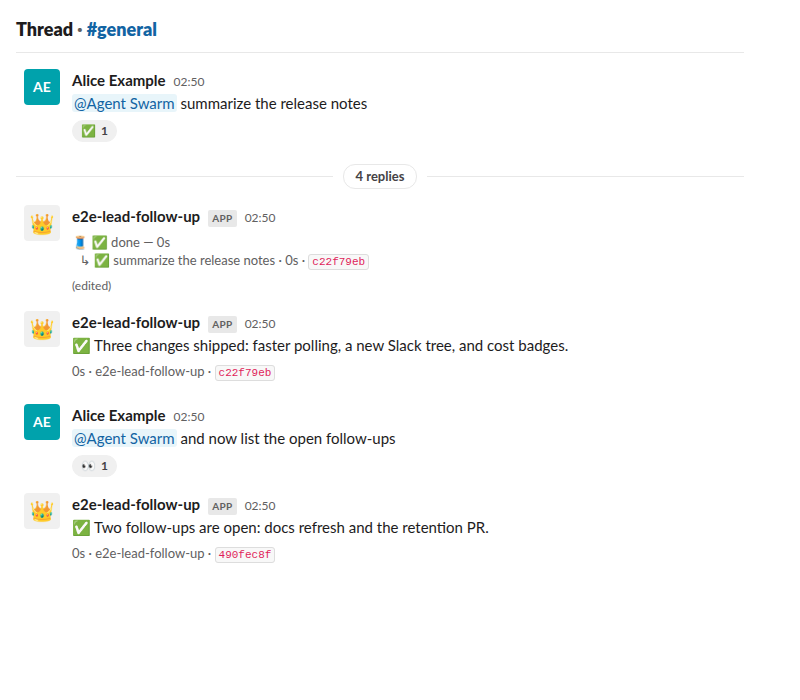 Thread • #general
AE
Alice Example 02:50
@Agent Swarm summarize the release notes
✅ 1
4 replies
e2e-lead-follow-up APP 02:50
🧵 ✅ done — 0s
↳ ✅ summarize the release notes · 0s · c22f79eb
(edited)
e2e-lead-follow-up APP 02:50
✅ Three changes shipped: faster polling, a new Slack tree, and cost badges.
0s · e2e-lead-follow-up · c22f79eb
AE
Alice Example 02:50
@Agent Swarm and now list the open follow-ups
👀 1
e2e-lead-follow-up APP 02:50
✅ Two follow-ups are open: docs refresh and the retention PR.
0s · e2e-lead-follow-up · 490fec8f